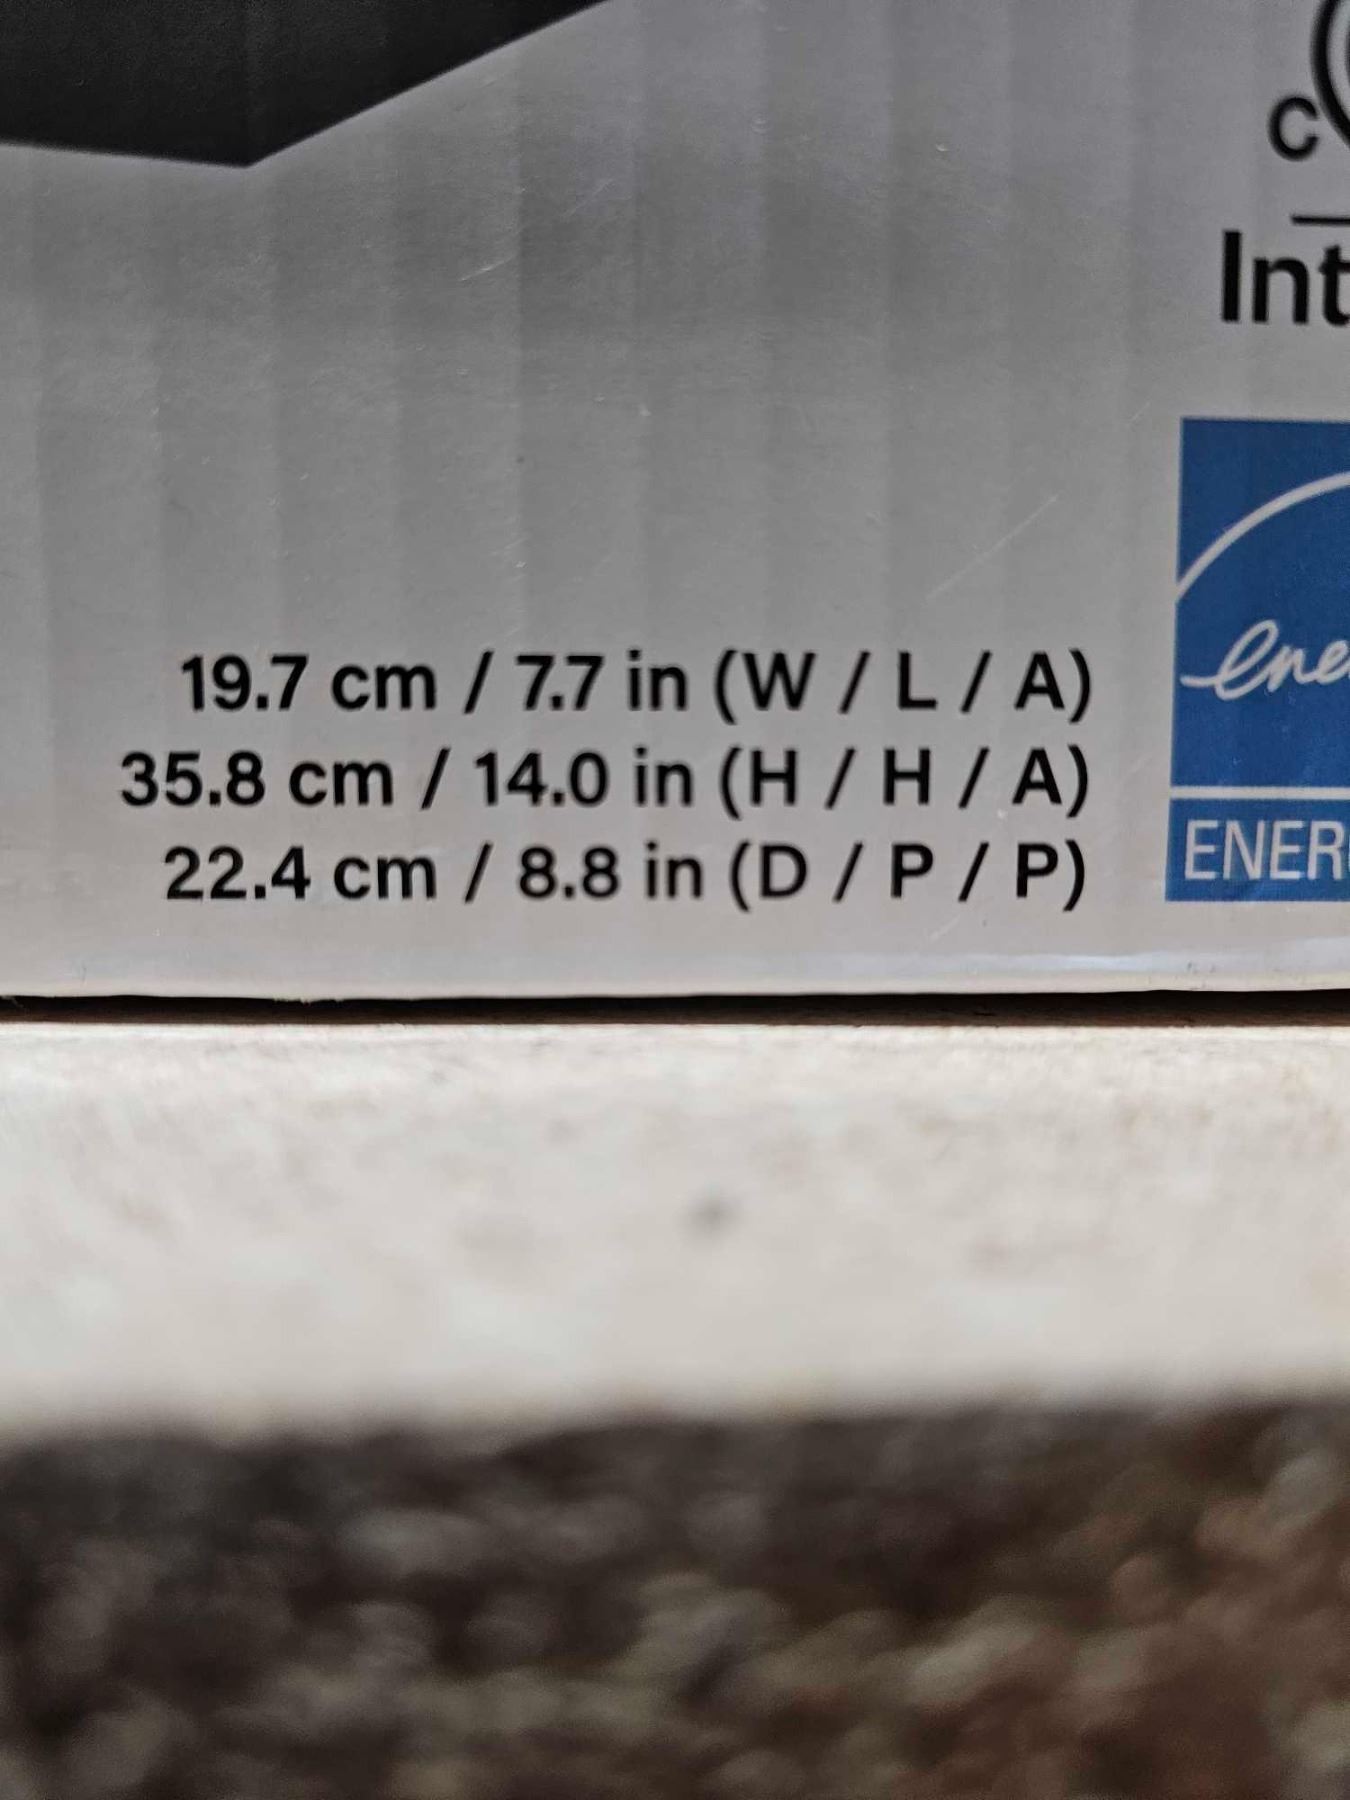 c
Int
19.7 cm / 7.7 in (W / L / A)
35.8 cm / 14.0 in (H / H / A)
22.4 cm / 8.8 in (D / P / P)
ene
ENER